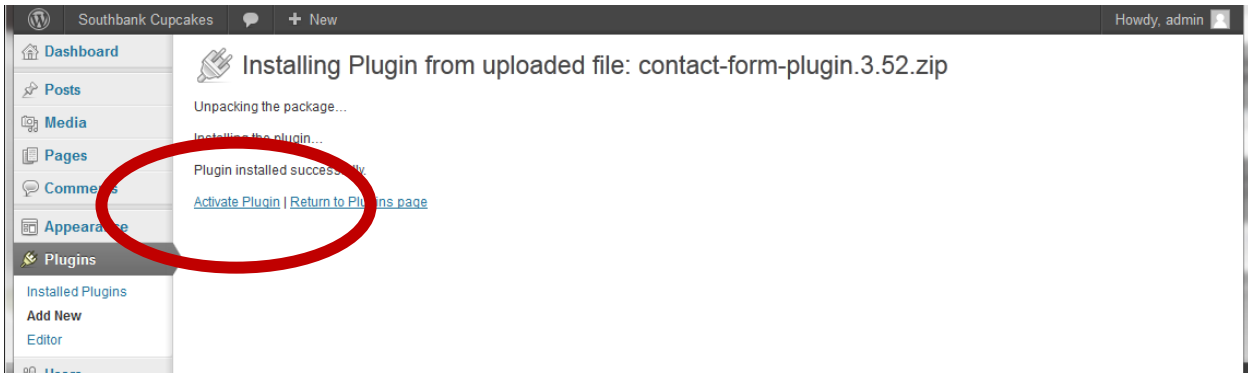 Southbank Cupcakes + New Howdy, admin
Dashboard
Posts
Media
Pages
Comments
Appearance
Plugins
Installed Plugins
Add New
Editor
Users
Installing Plugin from uploaded file: contact-form-plugin.3.52.zip
Unpacking the package...
Installing the plugin...
Plugin installed successfully.
Activate Plugin | Return to Plugins page